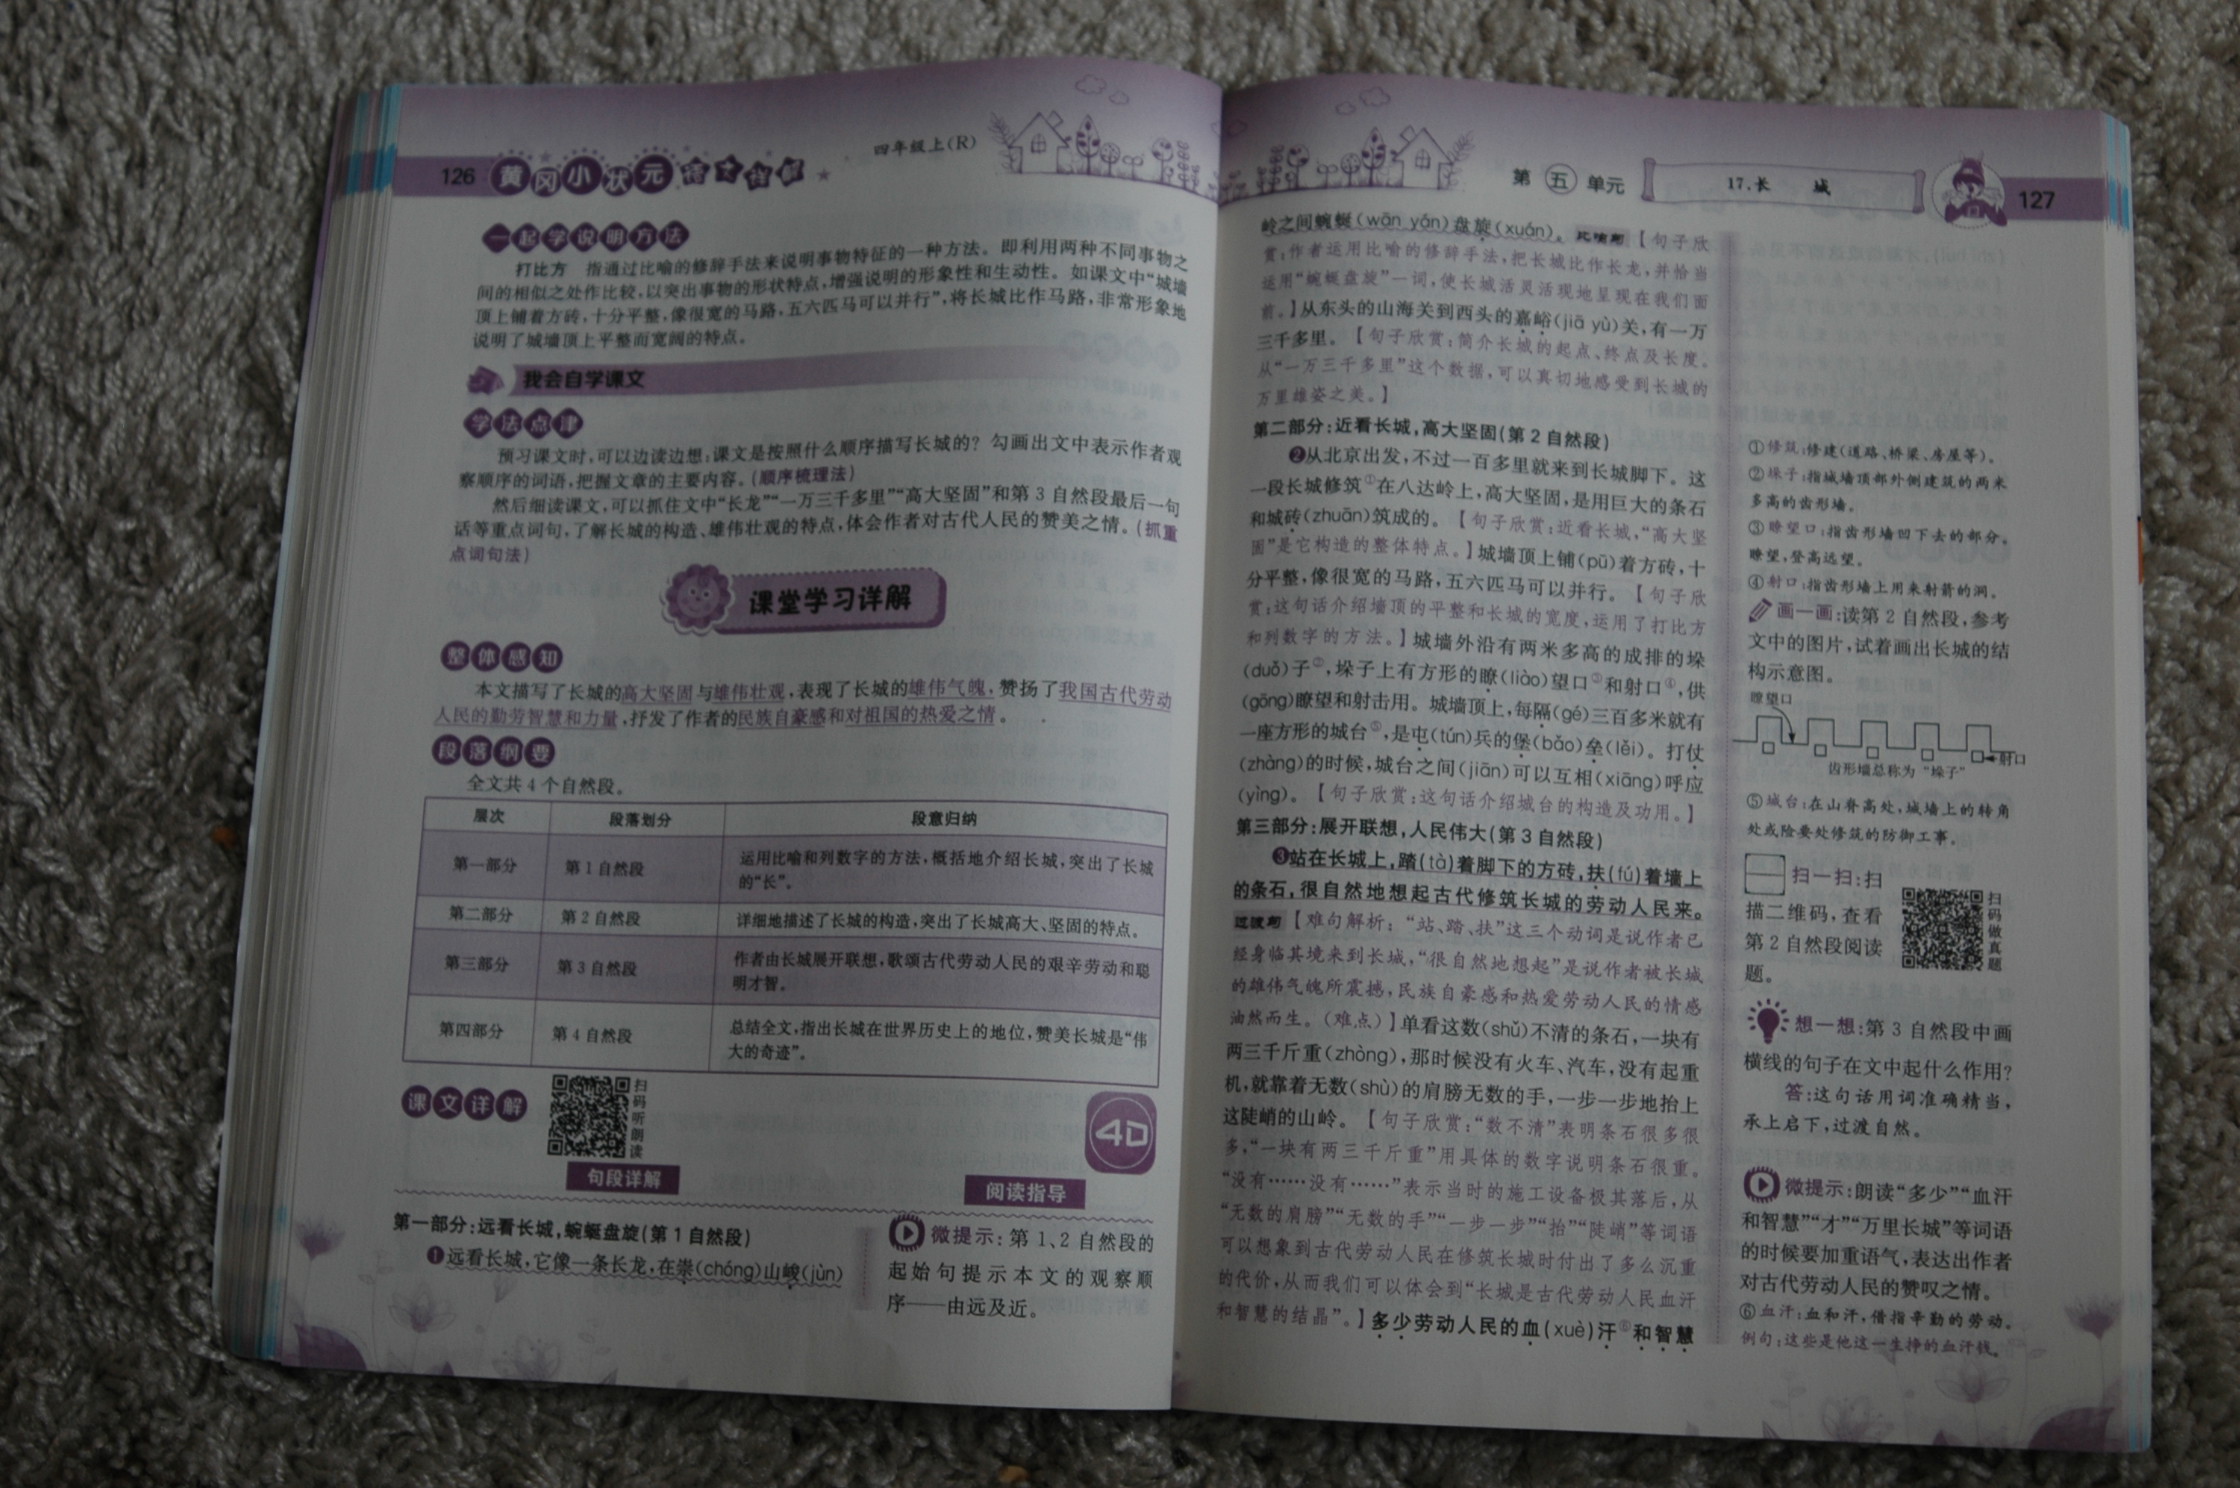 126 黄冈小状元
四年级上(R)
一起学说明方法
打比方 指通过比喻的修辞手法来说明事物特征的一种方法。即利用两种不同事物之
间的相似之处作比较,以突出事物的形状特点,增强说明的形象性和生动性。如课文中“城墙
顶上铺着方砖,十分平整,像很宽的马路,五六匹马可以并行”,将长城比作马路,非常形象地
说明了城墙顶上平整而宽阔的特点。
我会自学课文
学法点津
预习课文时,可以边读边想:课文是按照什么顺序描写长城的?勾画出文中表示作者观
察顺序的词语,把握文章的主要内容。(顺序梳理法)
然后细读课文,可以抓住文中“长龙”“一万三千多里”“高大坚固”和第 3 自然段最后一句
话等重点词句,了解长城的构造、雄伟壮观的特点,体会作者对古代人民的赞美之情。(抓重
点词句法)
课堂学习详解
整体感知
本文描写了长城的高大坚固与雄伟壮观,表现了长城的雄伟气魄,赞扬了我国古代劳动
人民的勤劳智慧和力量,抒发了作者的民族自豪感和对祖国的热爱之情。
段落纲要
全文共 4 个自然段。
层次 段落划分 段意归纳
第一部分 第 1 自然段 运用比喻和列数字的方法,概括地介绍长城,突出了长城
的“长”。
第二部分 第 2 自然段 详细地描述了长城的构造,突出了长城高大、坚固的特点。
第三部分 第 3 自然段 作者由长城展开联想,歌颂古代劳动人民的艰辛劳动和聪
明才智。
第四部分 第 4 自然段 总结全文,指出长城在世界历史上的地位,赞美长城是“伟
大的奇迹”。
课文详解
扫码听朗读
4D
句段详解
阅读指导
第一部分:远看长城,蜿蜒盘旋(第 1 自然段)
❶远看长城,它像一条长龙,在崇(chóng)山峻(jùn)
微提示:第 1、2 自然段的
起始句提示本文的观察顺
序——由远及近。
第五单元
17.长 城
127
岭之间蜿蜒(wān yán)盘旋(xuán)。【句子欣
赏:作者运用比喻的修辞手法,把长城比作长龙,并恰当
运用“蜿蜒盘旋”一词,使长城活灵活现地呈现在我们面
前。】从东头的山海关到西头的嘉峪(jiā yù)关,有一万
三千多里。【句子欣赏:简介长城的起点、终点及长度。
从“一万三千多里”这个数据,可以真切地感受到长城的
万里雄姿之美。】
第二部分:近看长城,高大坚固(第 2 自然段)
❷从北京出发,不过一百多里就来到长城脚下。这
一段长城修筑①在八达岭上,高大坚固,是用巨大的条石
和城砖(zhuān)筑成的。【句子欣赏:近看长城,“高大坚
固”是它构造的整体特点。】城墙顶上铺(pū)着方砖,十
分平整,像很宽的马路,五六匹马可以并行。【句子欣
赏:这句话介绍墙顶的平整和长城的宽度,运用了打比方
和列数字的方法。】城墙外沿有两米多高的成排的垛
(duǒ)子②,垛子上有方形的瞭(liào)望口③和射口④,供
(gōng)瞭望和射击用。城墙顶上,每隔(gé)三百多米就有
一座方形的城台⑤,是屯(tún)兵的堡(bǎo)垒(lěi)。打仗
(zhàng)的时候,城台之间(jiān)可以互相(xiāng)呼应
(yìng)。【句子欣赏:这句话介绍城台的构造及功用。】
第三部分:展开联想,人民伟大(第 3 自然段)
❸站在长城上,踏(tà)着脚下的方砖,扶(fú)着墙上
的条石,很自然地想起古代修筑长城的劳动人民来。
【难句解析:“站、踏、扶”这三个动词是说作者已
经身临其境来到长城,“很自然地想起”是说作者被长城
的雄伟气魄所震撼,民族自豪感和热爱劳动人民的情感
油然而生。(难点)】单看这数(shǔ)不清的条石,一块有
两三千斤重(zhòng),那时候没有火车、汽车,没有起重
机,就靠着无数(shù)的肩膀无数的手,一步一步地抬上
这陡峭的山岭。【句子欣赏:“数不清”表明条石很多很
多,“一块有两三千斤重”用具体的数字说明条石很重。
“没有……没有……”表示当时的施工设备极其落后,从
“无数的肩膀”“无数的手”“一步一步”“抬”“陡峭”等词语
可以想象到古代劳动人民在修筑长城时付出了多么沉重
的代价,从而我们可以体会到“长城是古代劳动人民血汗
和智慧的结晶”。】多少劳动人民的血(xuè)汗⑥和智慧
①修筑:修建(道路、桥梁、房屋等)。
②垛子:指城墙顶部外侧建筑的两米
多高的齿形墙。
③瞭望口:指齿形墙凹下去的部分。
瞭望,登高远望。
④射口:指齿形墙上用来射箭的洞。
画一画:读第 2 自然段,参考
文中的图片,试着画出长城的结
构示意图。
瞭望口
射口
齿形墙总称为“垛子”
⑤城台:在山脊高处,城墙上的转角
处或险要处修筑的防御工事。
扫一扫:扫
描二维码,查看
第 2 自然段阅读
题。
扫码做真题
想一想:第 3 自然段中画
横线的句子在文中起什么作用?
答:这句话用词准确精当,
承上启下,过渡自然。
微提示:朗读“多少”“血汗
和智慧”“才”“万里长城”等词语
的时候要加重语气,表达出作者
对古代劳动人民的赞叹之情。
⑥血汗:血和汗,借指辛勤的劳动。
例句:这些是他这一生挣的血汗钱。